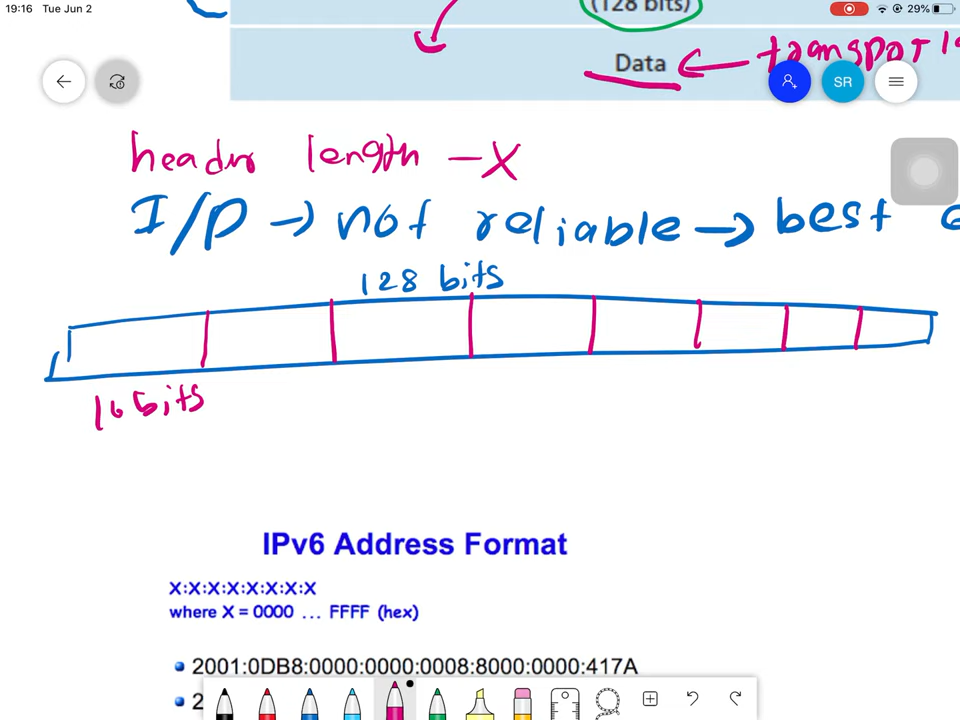 19:16 Tue Jun 2
29%
(128 bits)
Data
SR
header length - X
I/P → not reliable → best
128 bits
16 bits
IPv6 Address Format
X:X:X:X:X:X:X:X
where X = 0000 ... FFFF (hex)
2001:0DB8:0000:0000:0008:8000:0000:417A
2